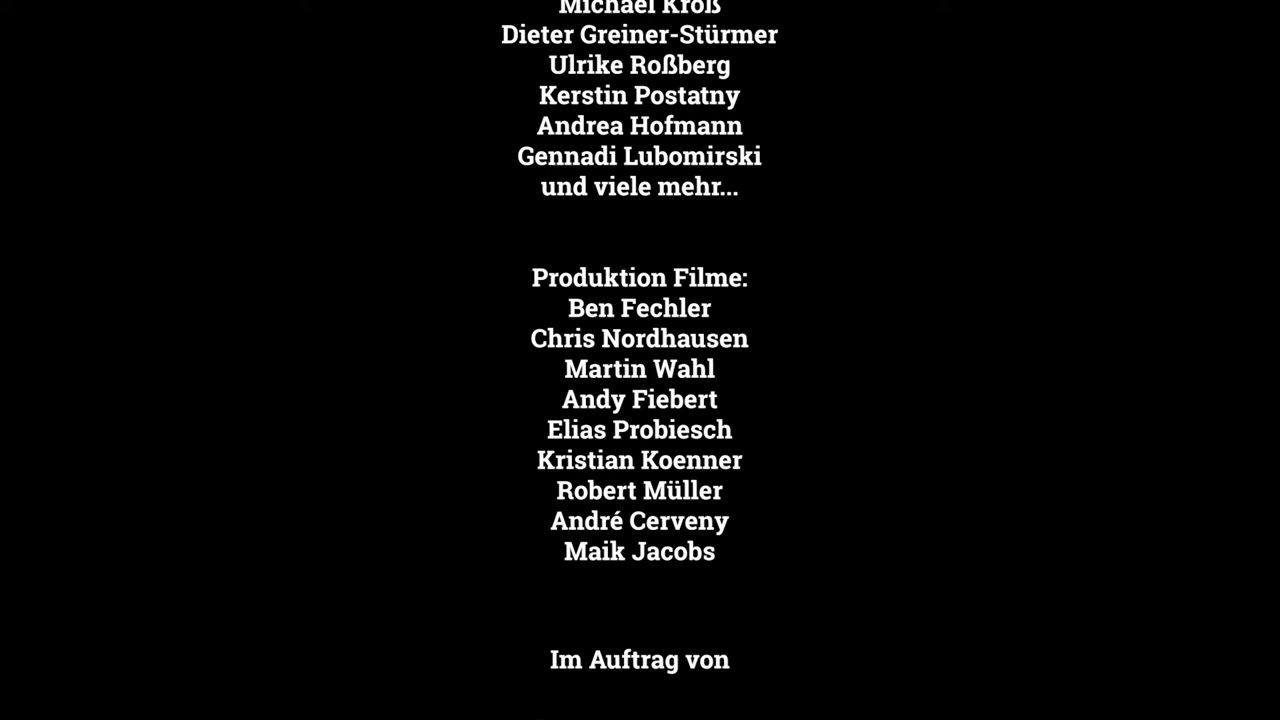 Michael Kroß
Dieter Greiner-Stürmer
Ulrike Roßberg
Kerstin Postatny
Andrea Hofmann
Gennadi Lubomirski
und viele mehr...
Produktion Filme:
Ben Fechler
Chris Nordhausen
Martin Wahl
Andy Fiebert
Elias Probiesch
Kristian Koenner
Robert Müller
André Cerveny
Maik Jacobs
Im Auftrag von